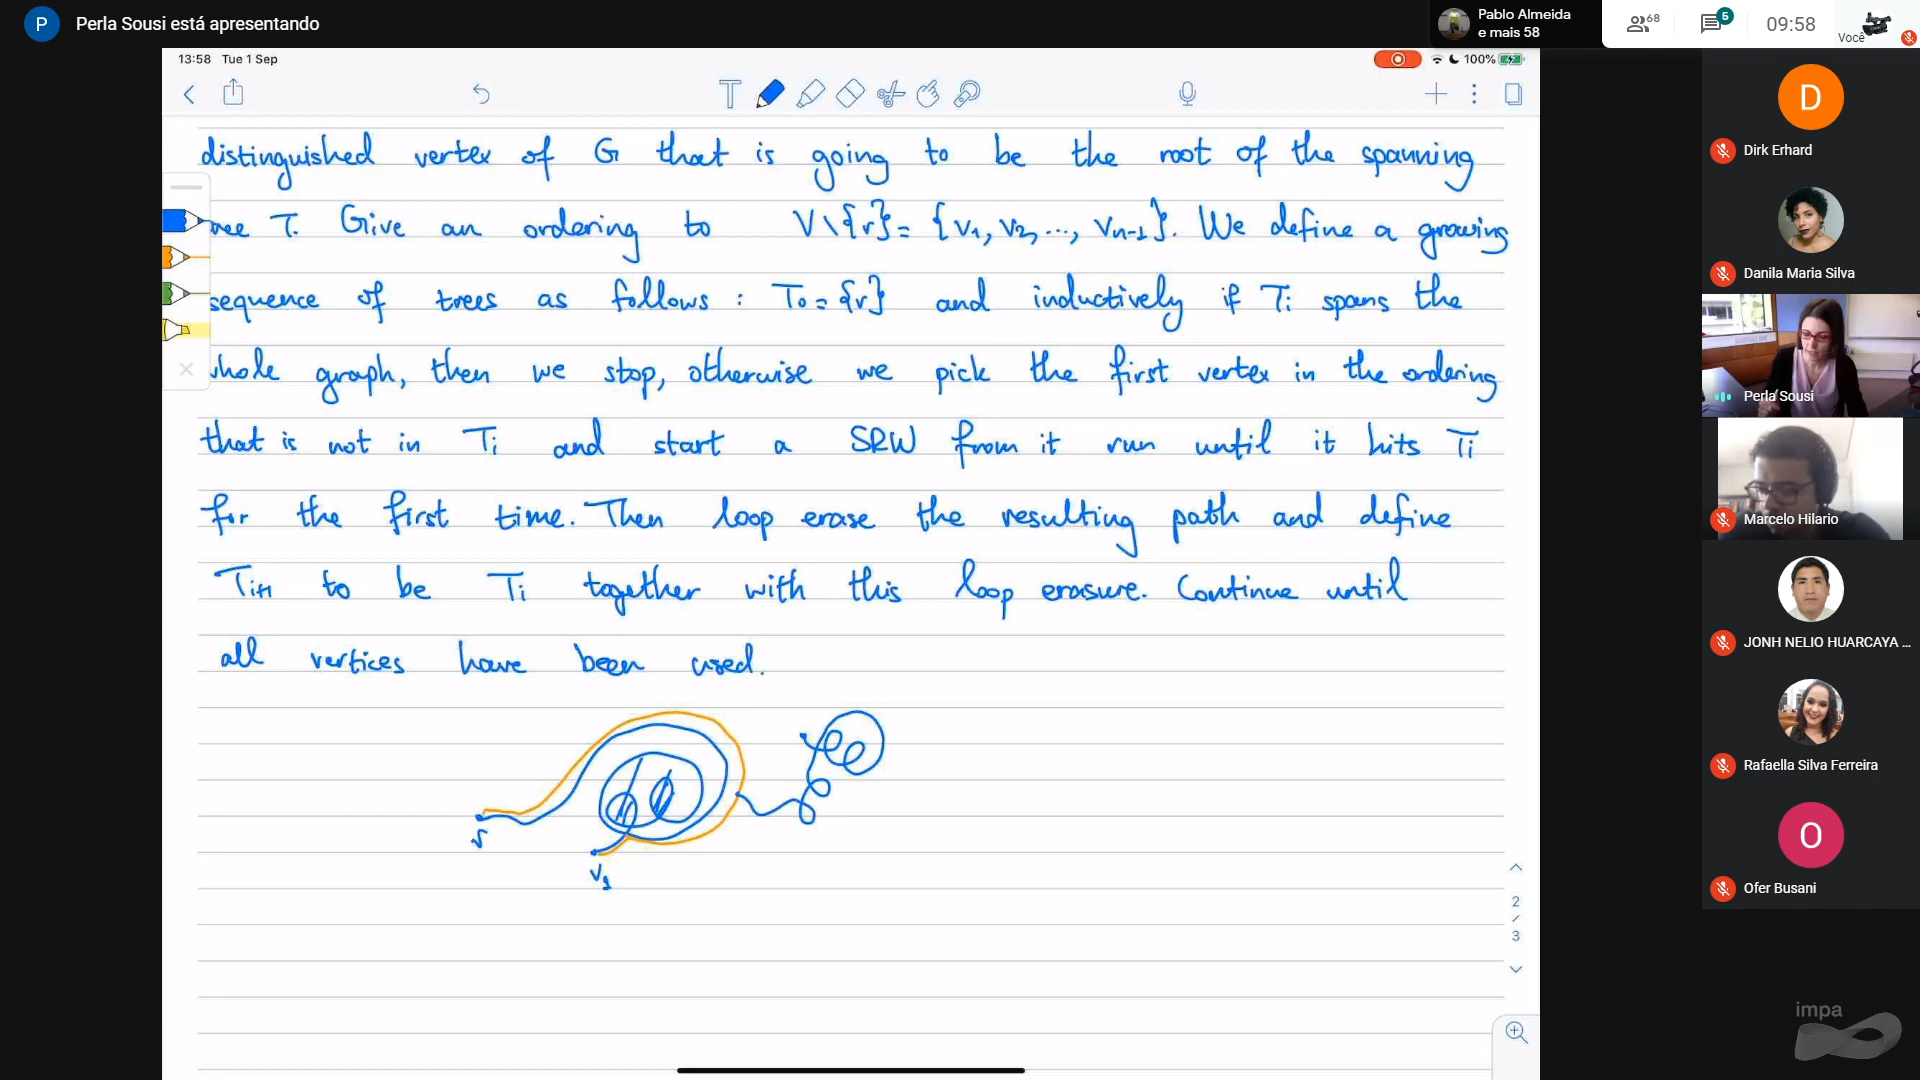 Perla Sousi está apresentando
Pablo Almeida
e mais 58
68
5
09:58
Você
13:58 Tue 1 Sep
100%
distinguished vertex of G that is going to be the root of the spanning
ree T. Give an ordering to V\{r} = {v1, v2, ..., vn-1}. We define a growing
sequence of trees as follows : T0 = {r} and inductively if Ti spans the
whole graph, then we stop, otherwise we pick the first vertex in the ordering
that is not in Ti and start a SRW from it run until it hits Ti
for the first time. Then loop erase the resulting path and define
Ti+1 to be Ti together with this loop erasure. Continue until
all vertices have been used.
r
v1
2
/
3
D
Dirk Erhard
Danila Maria Silva
Perla Sousi
Marcelo Hilario
JONH NELIO HUARCAYA ...
Rafaella Silva Ferreira
O
Ofer Busani
impa
P
T